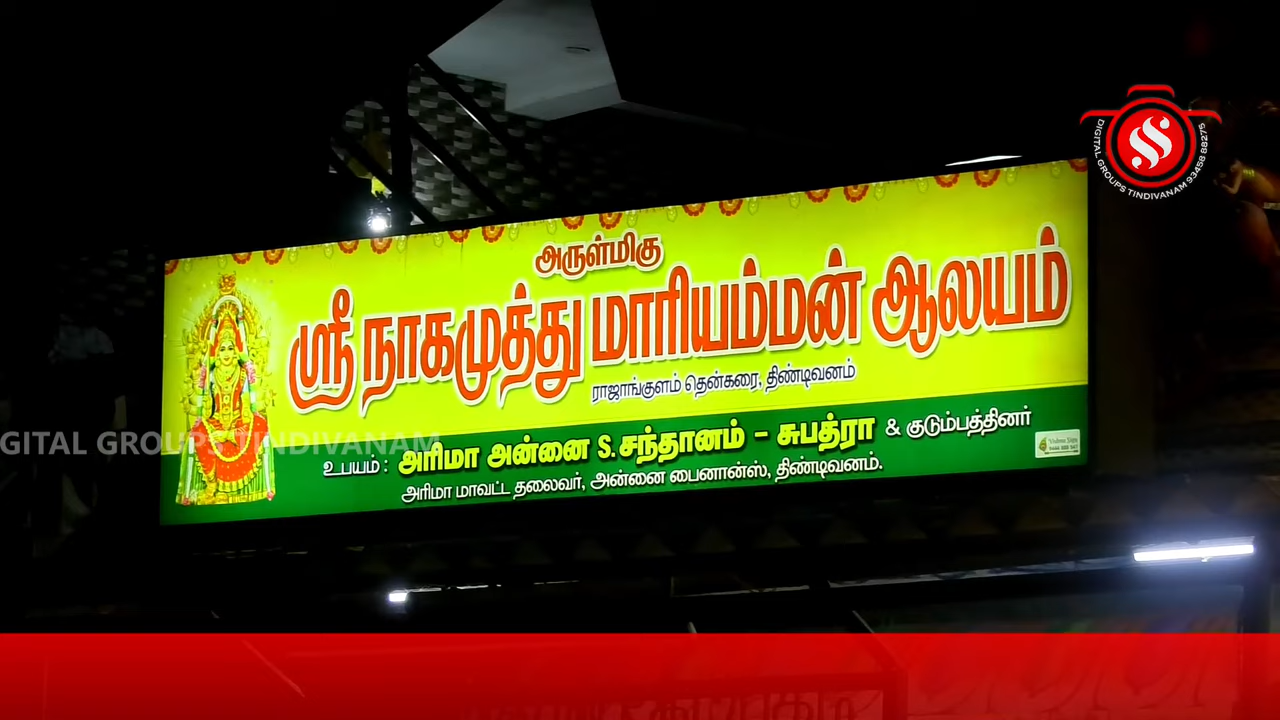 அருள்மிகு
ஸ்ரீ நாகமுத்து மாரியம்மன் ஆலயம்
ராஜாங்குளம் தென்கரை, திண்டிவனம்
உபயம் : அரிமா அன்னை S. சந்தானம் - சுபத்ரா & குடும்பத்தினர்
அரிமா மாவட்ட தலைவர், அன்னை பைனான்ஸ், திண்டிவனம்.
DIGITAL GROUPS TINDIVANAM 93458 88275
GITAL GROUPS TINDIVANAM